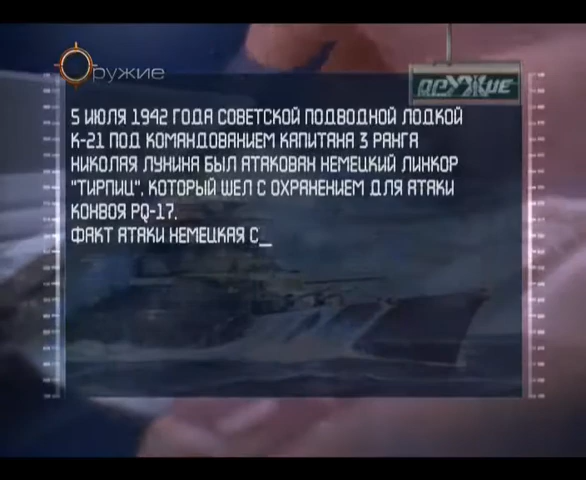 Оружие
ОРУЖИЕ
5 ИЮЛЯ 1942 ГОДА СОВЕТСКОЙ ПОДВОДНОЙ ЛОДКОЙ
К-21 ПОД КОМАНДОВАНИЕМ КАПИТАНА 3 РАНГА
НИКОЛАЯ ЛУНИНА БЫЛ АТАКОВАН НЕМЕЦКИЙ ЛИНКОР
"ТИРПИЦ", КОТОРЫЙ ШЕЛ С ОХРАНЕНИЕМ ДЛЯ АТАКИ
КОНВОЯ PQ-17.
ФАКТ АТАКИ НЕМЕЦКАЯ С_